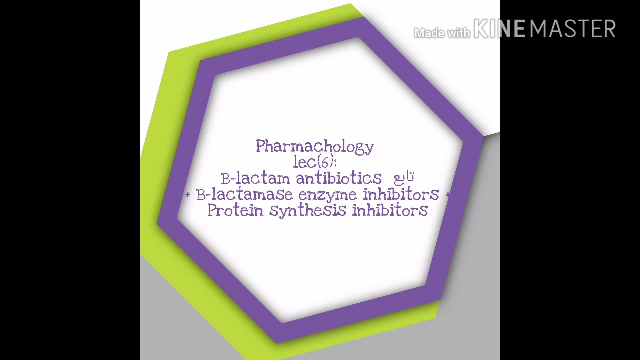 Made with KINEMASTER
Pharmachology
lec(6):
B-lactam antibiotics تابع
+ B-lactamase enzyme inhibitors +
Protein synthesis inhibitors